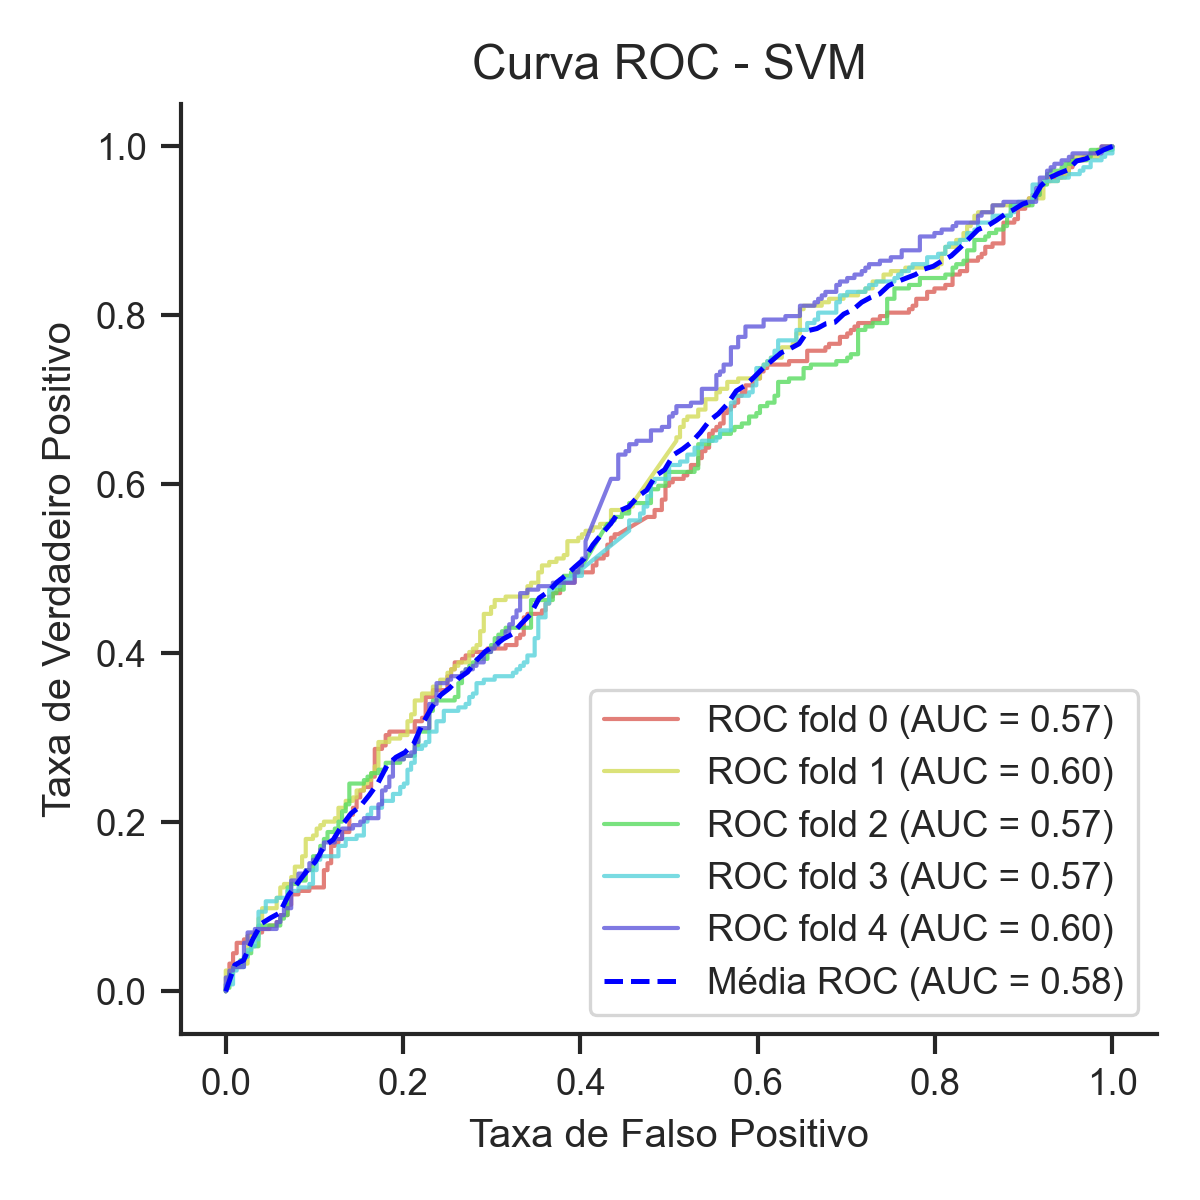 Curva ROC - SVM
Taxa de Verdadeiro Positivo
1.0
0.8
0.6
0.4
0.2
0.0
ROC fold 0 (AUC = 0.57)
ROC fold 1 (AUC = 0.60)
ROC fold 2 (AUC = 0.57)
ROC fold 3 (AUC = 0.57)
ROC fold 4 (AUC = 0.60)
Média ROC (AUC = 0.58)
0.0 0.2 0.4 0.6 0.8 1.0
Taxa de Falso Positivo